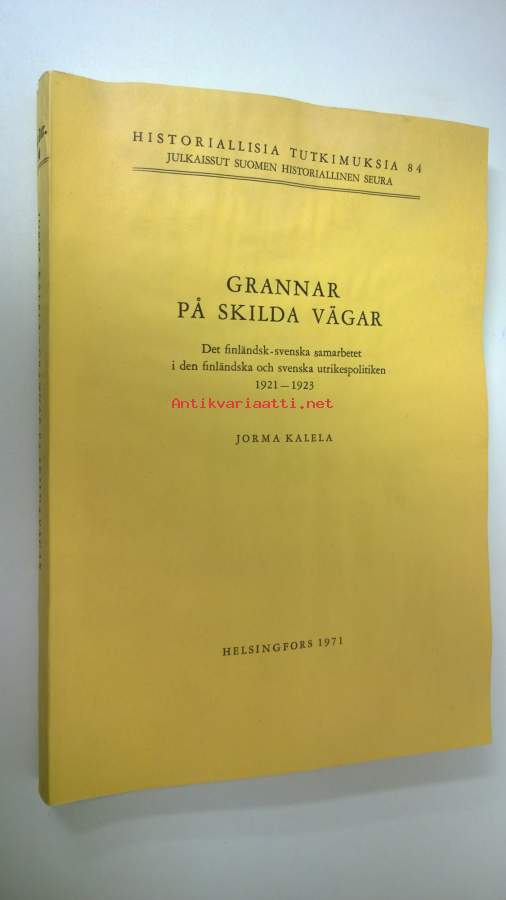 HISTORIALLISIA TUTKIMUKSIA 84
JULKAISSUT SUOMEN HISTORIALLINEN SEURA
GRANNAR
PÅ SKILDA VÄGAR
Det finländsk-svenska samarbetet
i den finländska och svenska utrikespolitiken
1921—1923
Antikvariaatti.net
JORMA KALELA
HELSINGFORS 1971